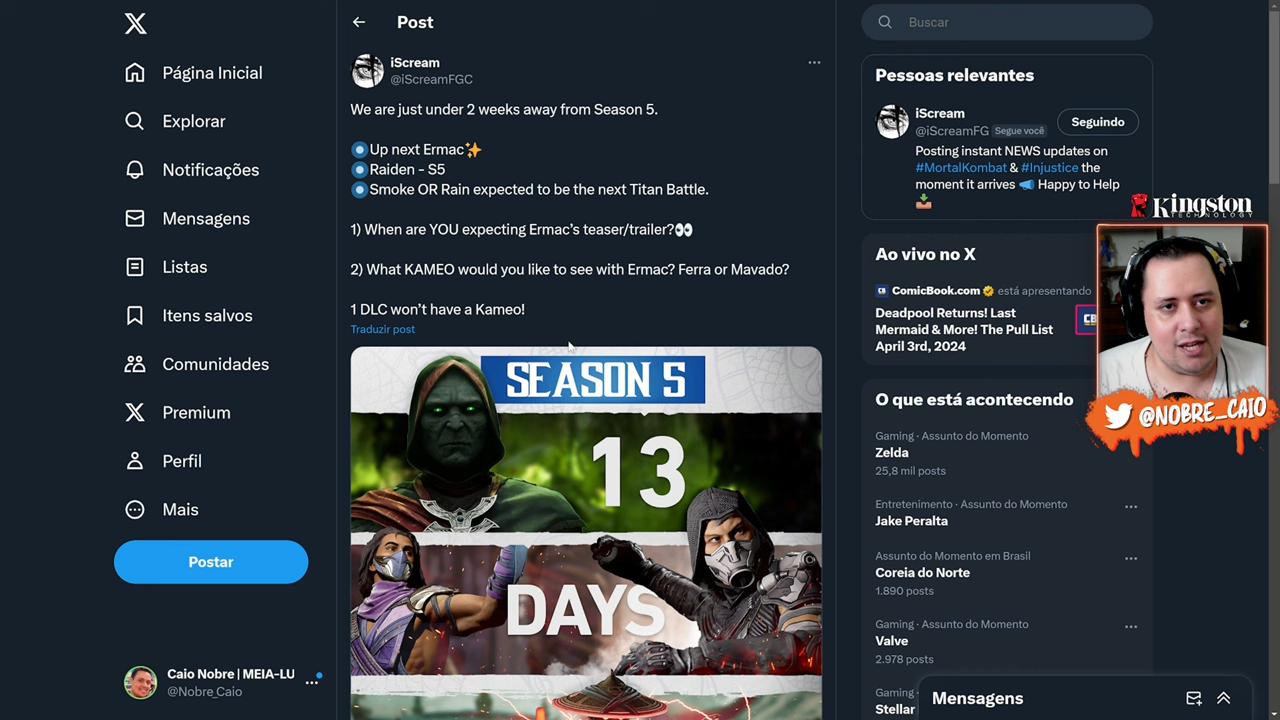 Página Inicial
Explorar
Notificações
Mensagens
Listas
Itens salvos
Comunidades
Premium
Perfil
Mais
Postar
Caio Nobre | MEIA-LU
@Nobre_Caio
Post
iScream
@iScreamFGC
We are just under 2 weeks away from Season 5.
Up next Ermac✨
Raiden - S5
Smoke OR Rain expected to be the next Titan Battle.
1) When are YOU expecting Ermac’s teaser/trailer?👀
2) What KAMEO would you like to see with Ermac? Ferra or Mavado?
1 DLC won’t have a Kameo!
Traduzir post
SEASON 5
13
DAYS
Buscar
Pessoas relevantes
iScream
@iScreamFG Segue você
Seguindo
Posting instant NEWS updates on
#MortalKombat & #Injustice the
moment it arrives 📣 Happy to Help
📥
Kingston
TECHNOLOGY
Ao vivo no X
CB ComicBook.com está apresentando
Deadpool Returns! Last
Mermaid & More! The Pull List
April 3rd, 2024
CB
@NOBRE_CAIO
O que está acontecendo
Gaming · Assunto do Momento
Zelda
25,8 mil posts
Entretenimento · Assunto do Momento
Jake Peralta
Assunto do Momento em Brasil
Coreia do Norte
1.890 posts
Gaming · Assunto do Momento
Valve
2.978 posts
Gaming
Stellar
Mensagens